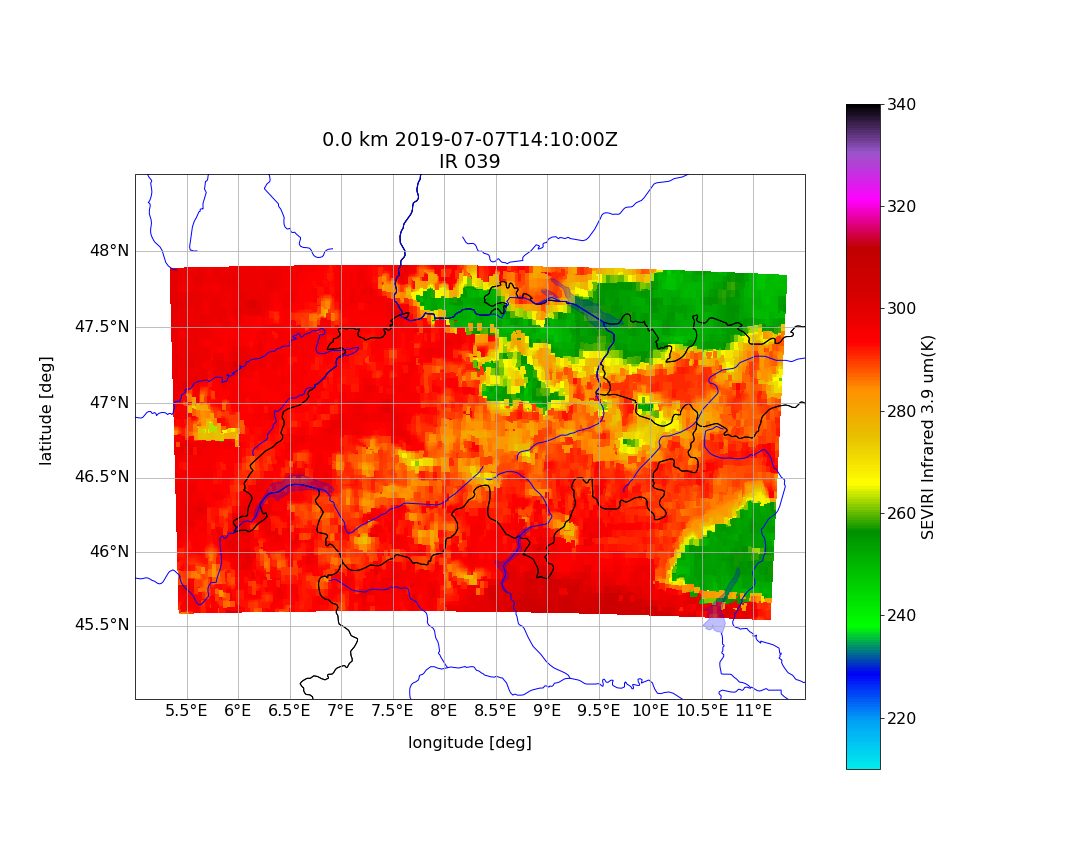 0.0 km 2019-07-07T14:10:00Z
IR 039
48°N
47.5°N
47°N
46.5°N
46°N
45.5°N
latitude [deg]
5.5°E 6°E 6.5°E 7°E 7.5°E 8°E 8.5°E 9°E 9.5°E 10°E 10.5°E 11°E
longitude [deg]
340
320
300
280
260
240
220
SEVIRI Infrared 3.9 um(K)